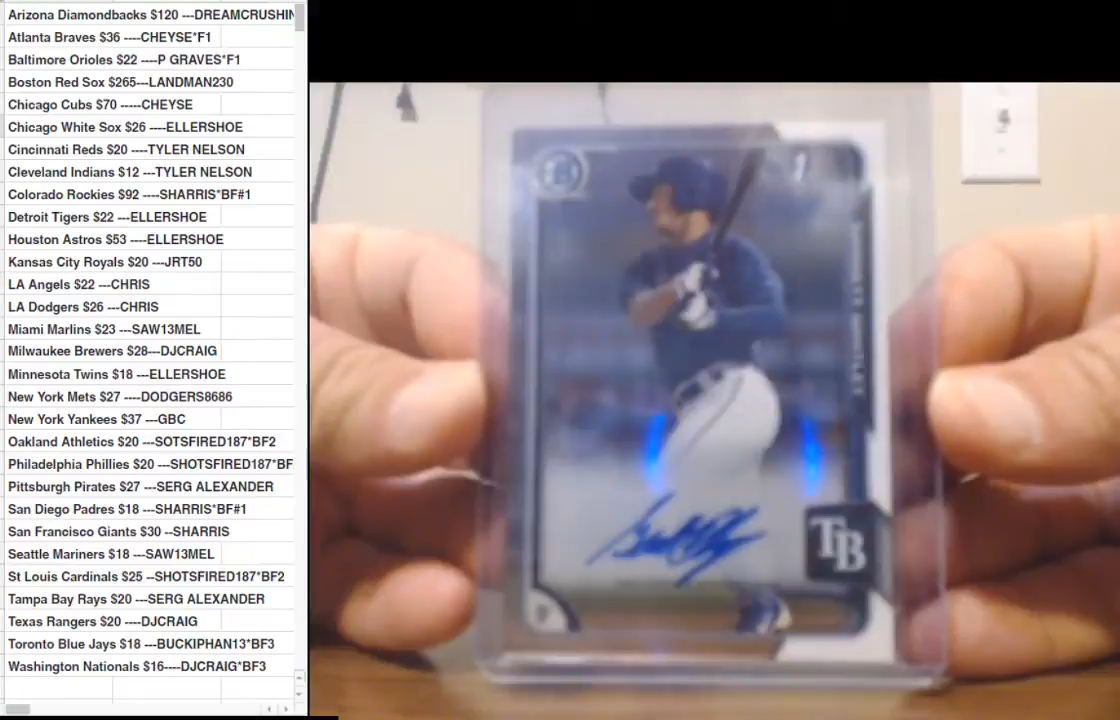 Arizona Diamondbacks $120 ---DREAMCRUSHIN
Atlanta Braves $36 ----CHEYSE*F1
Baltimore Orioles $22 ----P GRAVES*F1
Boston Red Sox $265---LANDMAN230
Chicago Cubs $70 -----CHEYSE
Chicago White Sox $26 ----ELLERSHOE
Cincinnati Reds $20 ---TYLER NELSON
Cleveland Indians $12 ---TYLER NELSON
Colorado Rockies $92 ----SHARRIS*BF#1
Detroit Tigers $22 ---ELLERSHOE
Houston Astros $53 ----ELLERSHOE
Kansas City Royals $20 ---JRT50
LA Angels $22 ---CHRIS
LA Dodgers $26 ---CHRIS
Miami Marlins $23 ---SAW13MEL
Milwaukee Brewers $28---DJCRAIG
Minnesota Twins $18 ---ELLERSHOE
New York Mets $27 ----DODGERS8686
New York Yankees $37 ---GBC
Oakland Athletics $20 ---SOTSFIRED187*BF2
Philadelphia Phillies $20 ---SHOTSFIRED187*BF
Pittsburgh Pirates $27 ---SERG ALEXANDER
San Diego Padres $18 ---SHARRIS*BF#1
San Francisco Giants $30 --SHARRIS
Seattle Mariners $18 ---SAW13MEL
St Louis Cardinals $25 --SHOTSFIRED187*BF2
Tampa Bay Rays $20 ---SERG ALEXANDER
Texas Rangers $20 ----DJCRAIG
Toronto Blue Jays $18 ---BUCKIPHAN13*BF3
Washington Nationals $16----DJCRAIG*BF3
B
1
TB